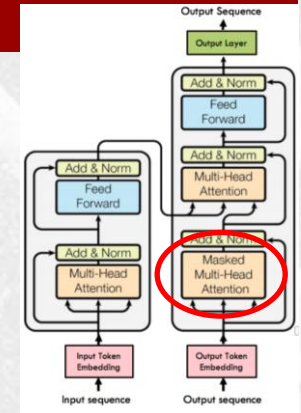 Output Sequence
Output Layer
Add & Norm
Feed
Forward
Add & Norm
Multi-Head
Attention
Add & Norm
Masked
Multi-Head
Attention
Output Token
Embedding
Output sequence
Add & Norm
Feed
Forward
Add & Norm
Multi-Head
Attention
Input Token
Embedding
Input sequence